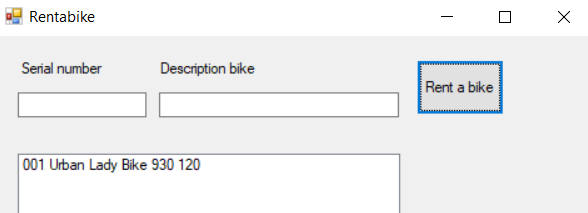 Rentabike
Serial number
Description bike
Rent a bike
001 Urban Lady Bike 930 120